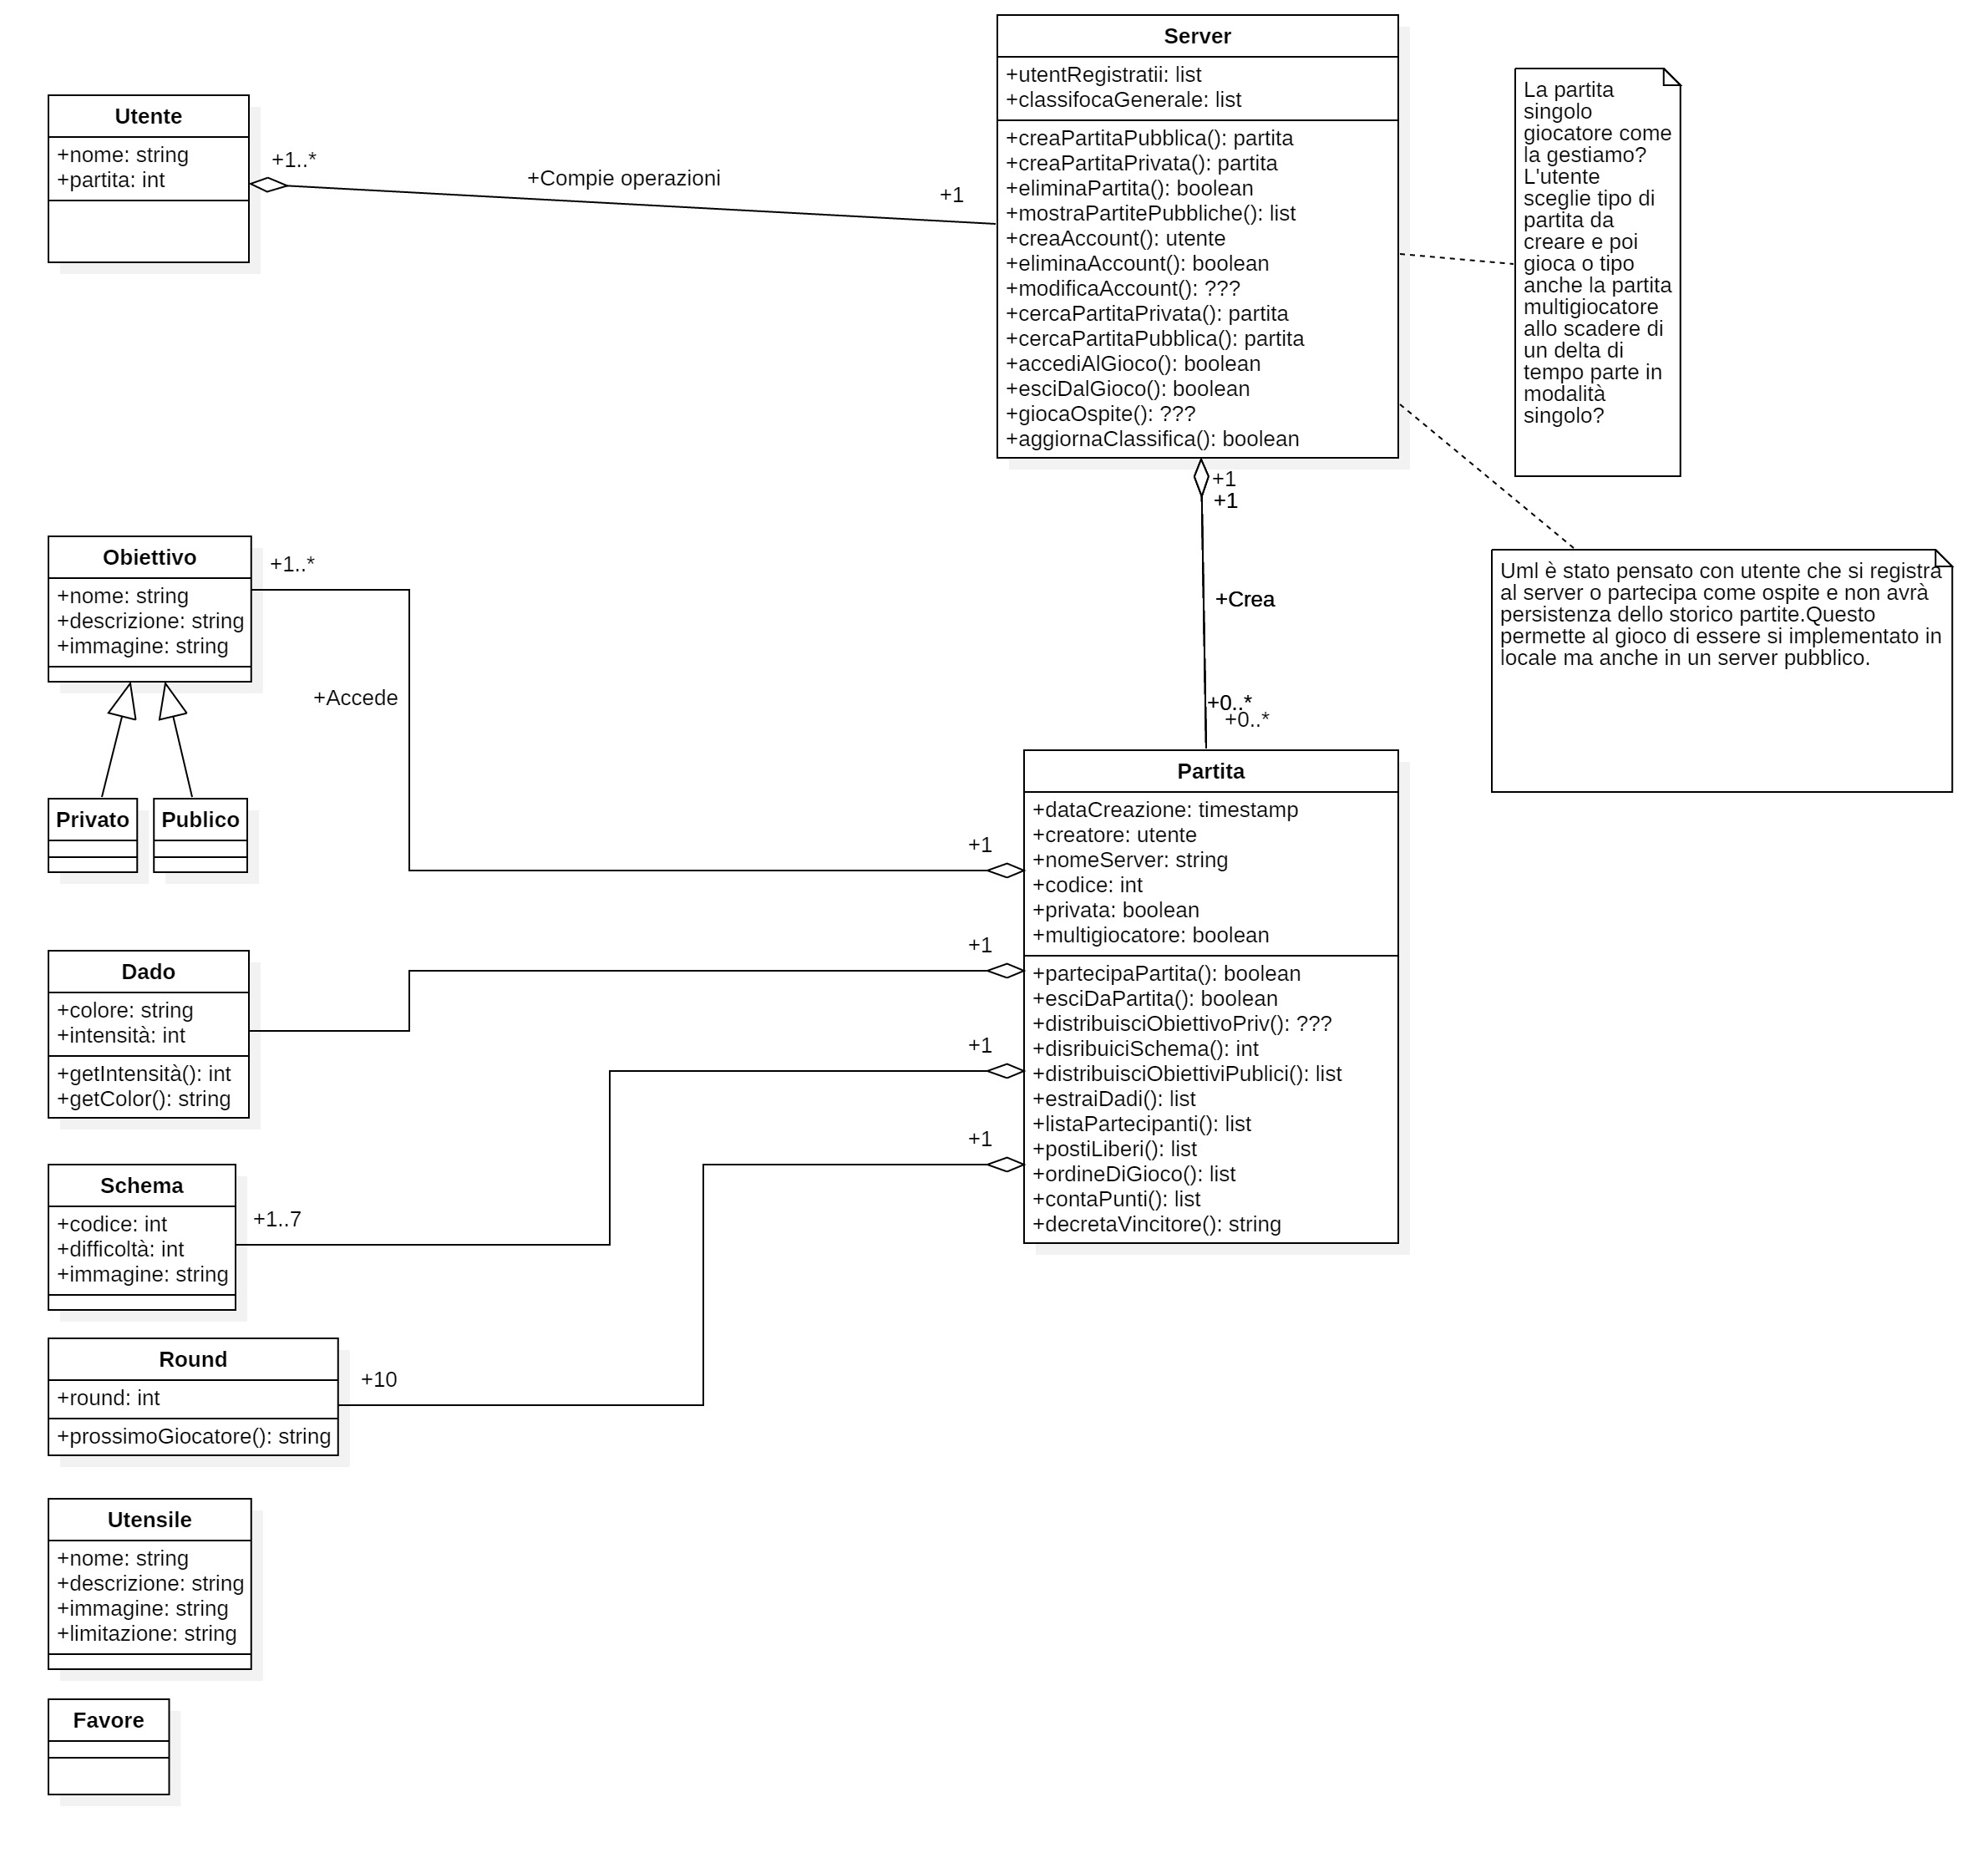 Server
+utentRegistratii: list
+classifocaGenerale: list
+creaPartitaPubblica(): partita
+creaPartitaPrivata(): partita
+eliminaPartita(): boolean
+mostraPartitePubbliche(): list
+creaAccount(): utente
+eliminaAccount(): boolean
+modificaAccount(): ???
+cercaPartitaPrivata(): partita
+cercaPartitaPubblica(): partita
+accediAlGioco(): boolean
+esciDalGioco(): boolean
+giocaOspite(): ???
+aggiornaClassifica(): boolean
La partita
singolo
giocatore come
la gestiamo?
L'utente
sceglie tipo di
partita da
creare e poi
gioca o tipo
anche la partita
multigiocatore
allo scadere di
un delta di
tempo parte in
modalità
singolo?
Utente
+nome: string
+partita: int
+1..*
+Compie operazioni
+1
+1
+1
+Crea
+0..*
+0..*
Uml è stato pensato con utente che si registra
al server o partecipa come ospite e non avrà
persistenza dello storico partite.Questo
permette al gioco di essere si implementato in
locale ma anche in un server pubblico.
Obiettivo
+nome: string
+descrizione: string
+immagine: string
+1..*
+Accede
+1
Privato
Publico
Partita
+dataCreazione: timestamp
+creatore: utente
+nomeServer: string
+codice: int
+privata: boolean
+multigiocatore: boolean
+partecipaPartita(): boolean
+esciDaPartita(): boolean
+distribuisciObiettivoPriv(): ???
+disribuiciSchema(): int
+distribuisciObiettiviPublici(): list
+estraiDadi(): list
+listaPartecipanti(): list
+postiLiberi(): list
+ordineDiGioco(): list
+contaPunti(): list
+decretaVincitore(): string
Dado
+colore: string
+intensità: int
+getIntensità(): int
+getColor(): string
+1
Schema
+codice: int
+difficoltà: int
+immagine: string
+1..7
+1
Round
+round: int
+prossimoGiocatore(): string
+10
+1
Utensile
+nome: string
+descrizione: string
+immagine: string
+limitazione: string
Favore